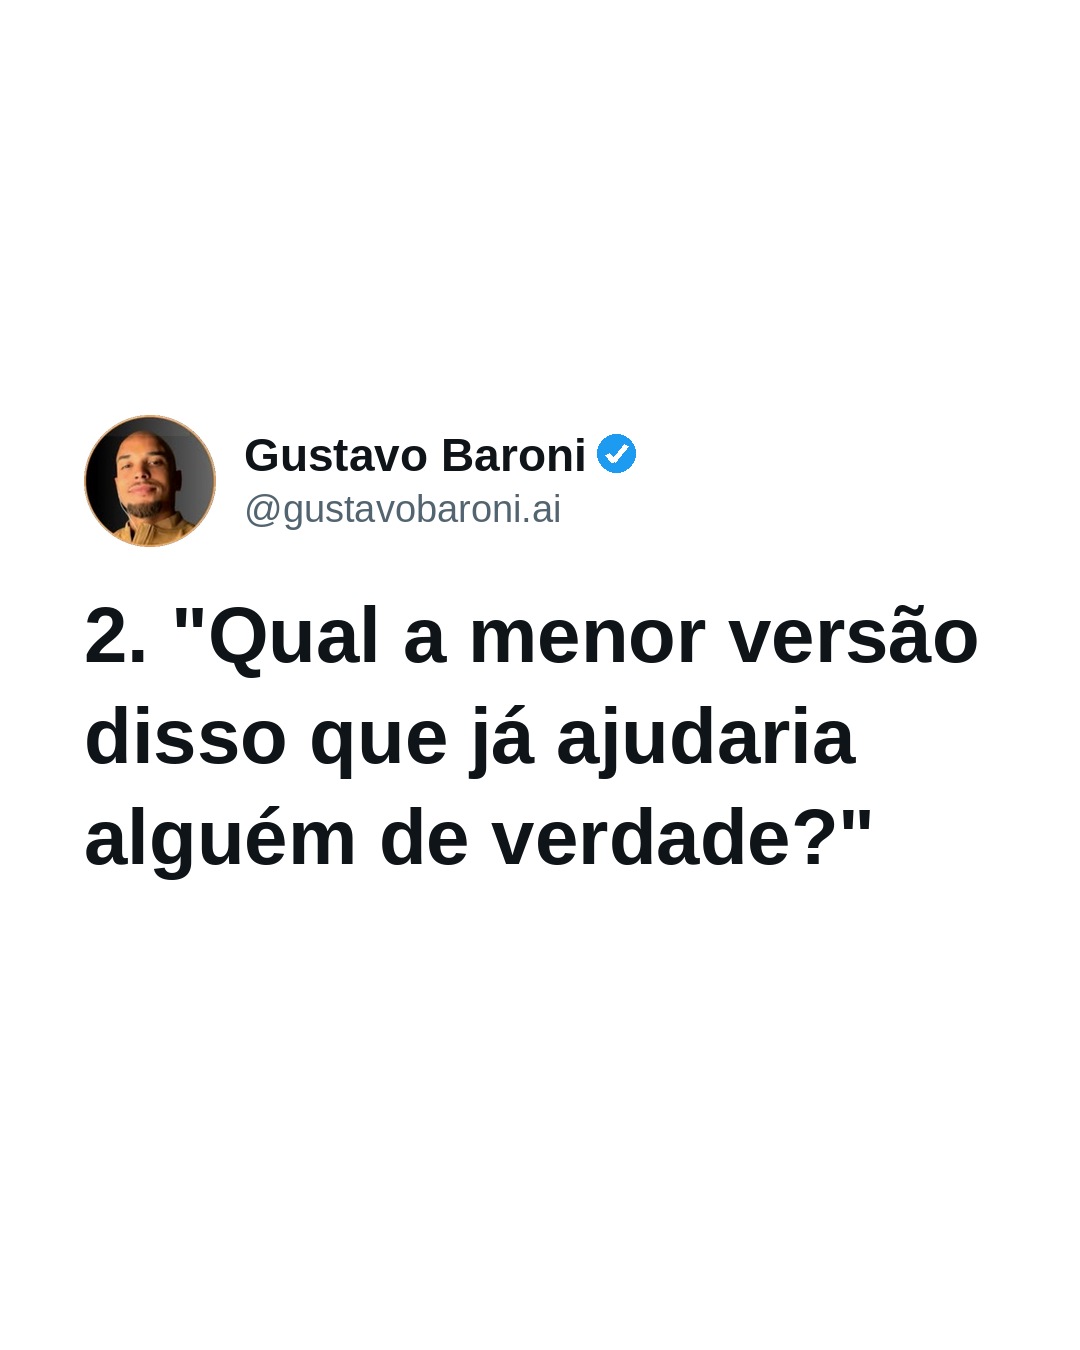 Gustavo Baroni
@gustavobaroni.ai
2. "Qual a menor versão
disso que já ajudaria
alguém de verdade?"